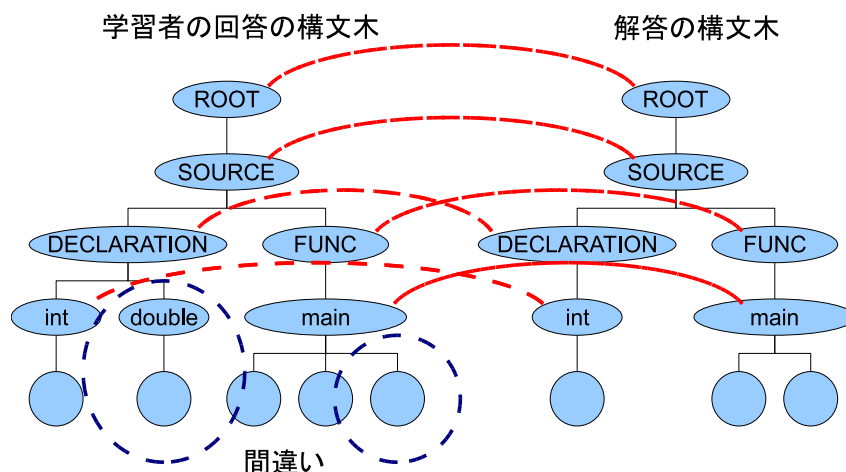 学習者の回答の構文木
解答の構文木
ROOT
ROOT
SOURCE
SOURCE
DECLARATION
FUNC
DECLARATION
FUNC
int
double
main
int
main
間違い